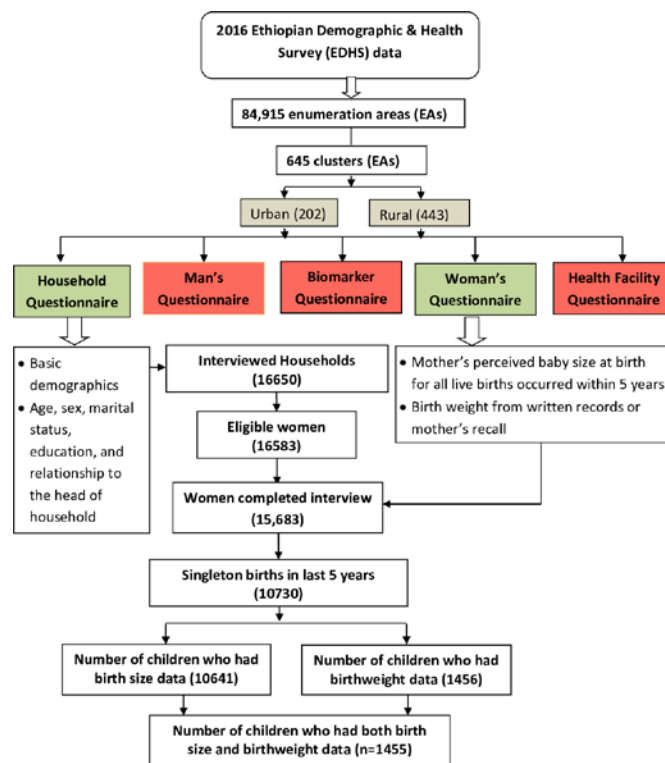 2016 Ethiopian Demographic & Health
Survey (EDHS) data
84,915 enumeration areas (EAs)
645 clusters (EAs)
Urban (202)
Rural (443)
Household
Questionnaire
Man's
Questionnaire
Biomarker
Questionnaire
Woman's
Questionnaire
Health Facility
Questionnaire
• Basic
demographics
• Age, sex, marital
status,
education, and
relationship to
the head of
household
Interviewed Households
(16650)
Eligible women
(16583)
• Mother's perceived baby size at birth
for all live births occurred within 5 years
• Birth weight from written records or
mother's recall
Women completed interview
(15,683)
Singleton births in last 5 years
(10730)
Number of children who had
birth size data (10641)
Number of children who had
birthweight data (1456)
Number of children who had both birth
size and birthweight data (n=1455)